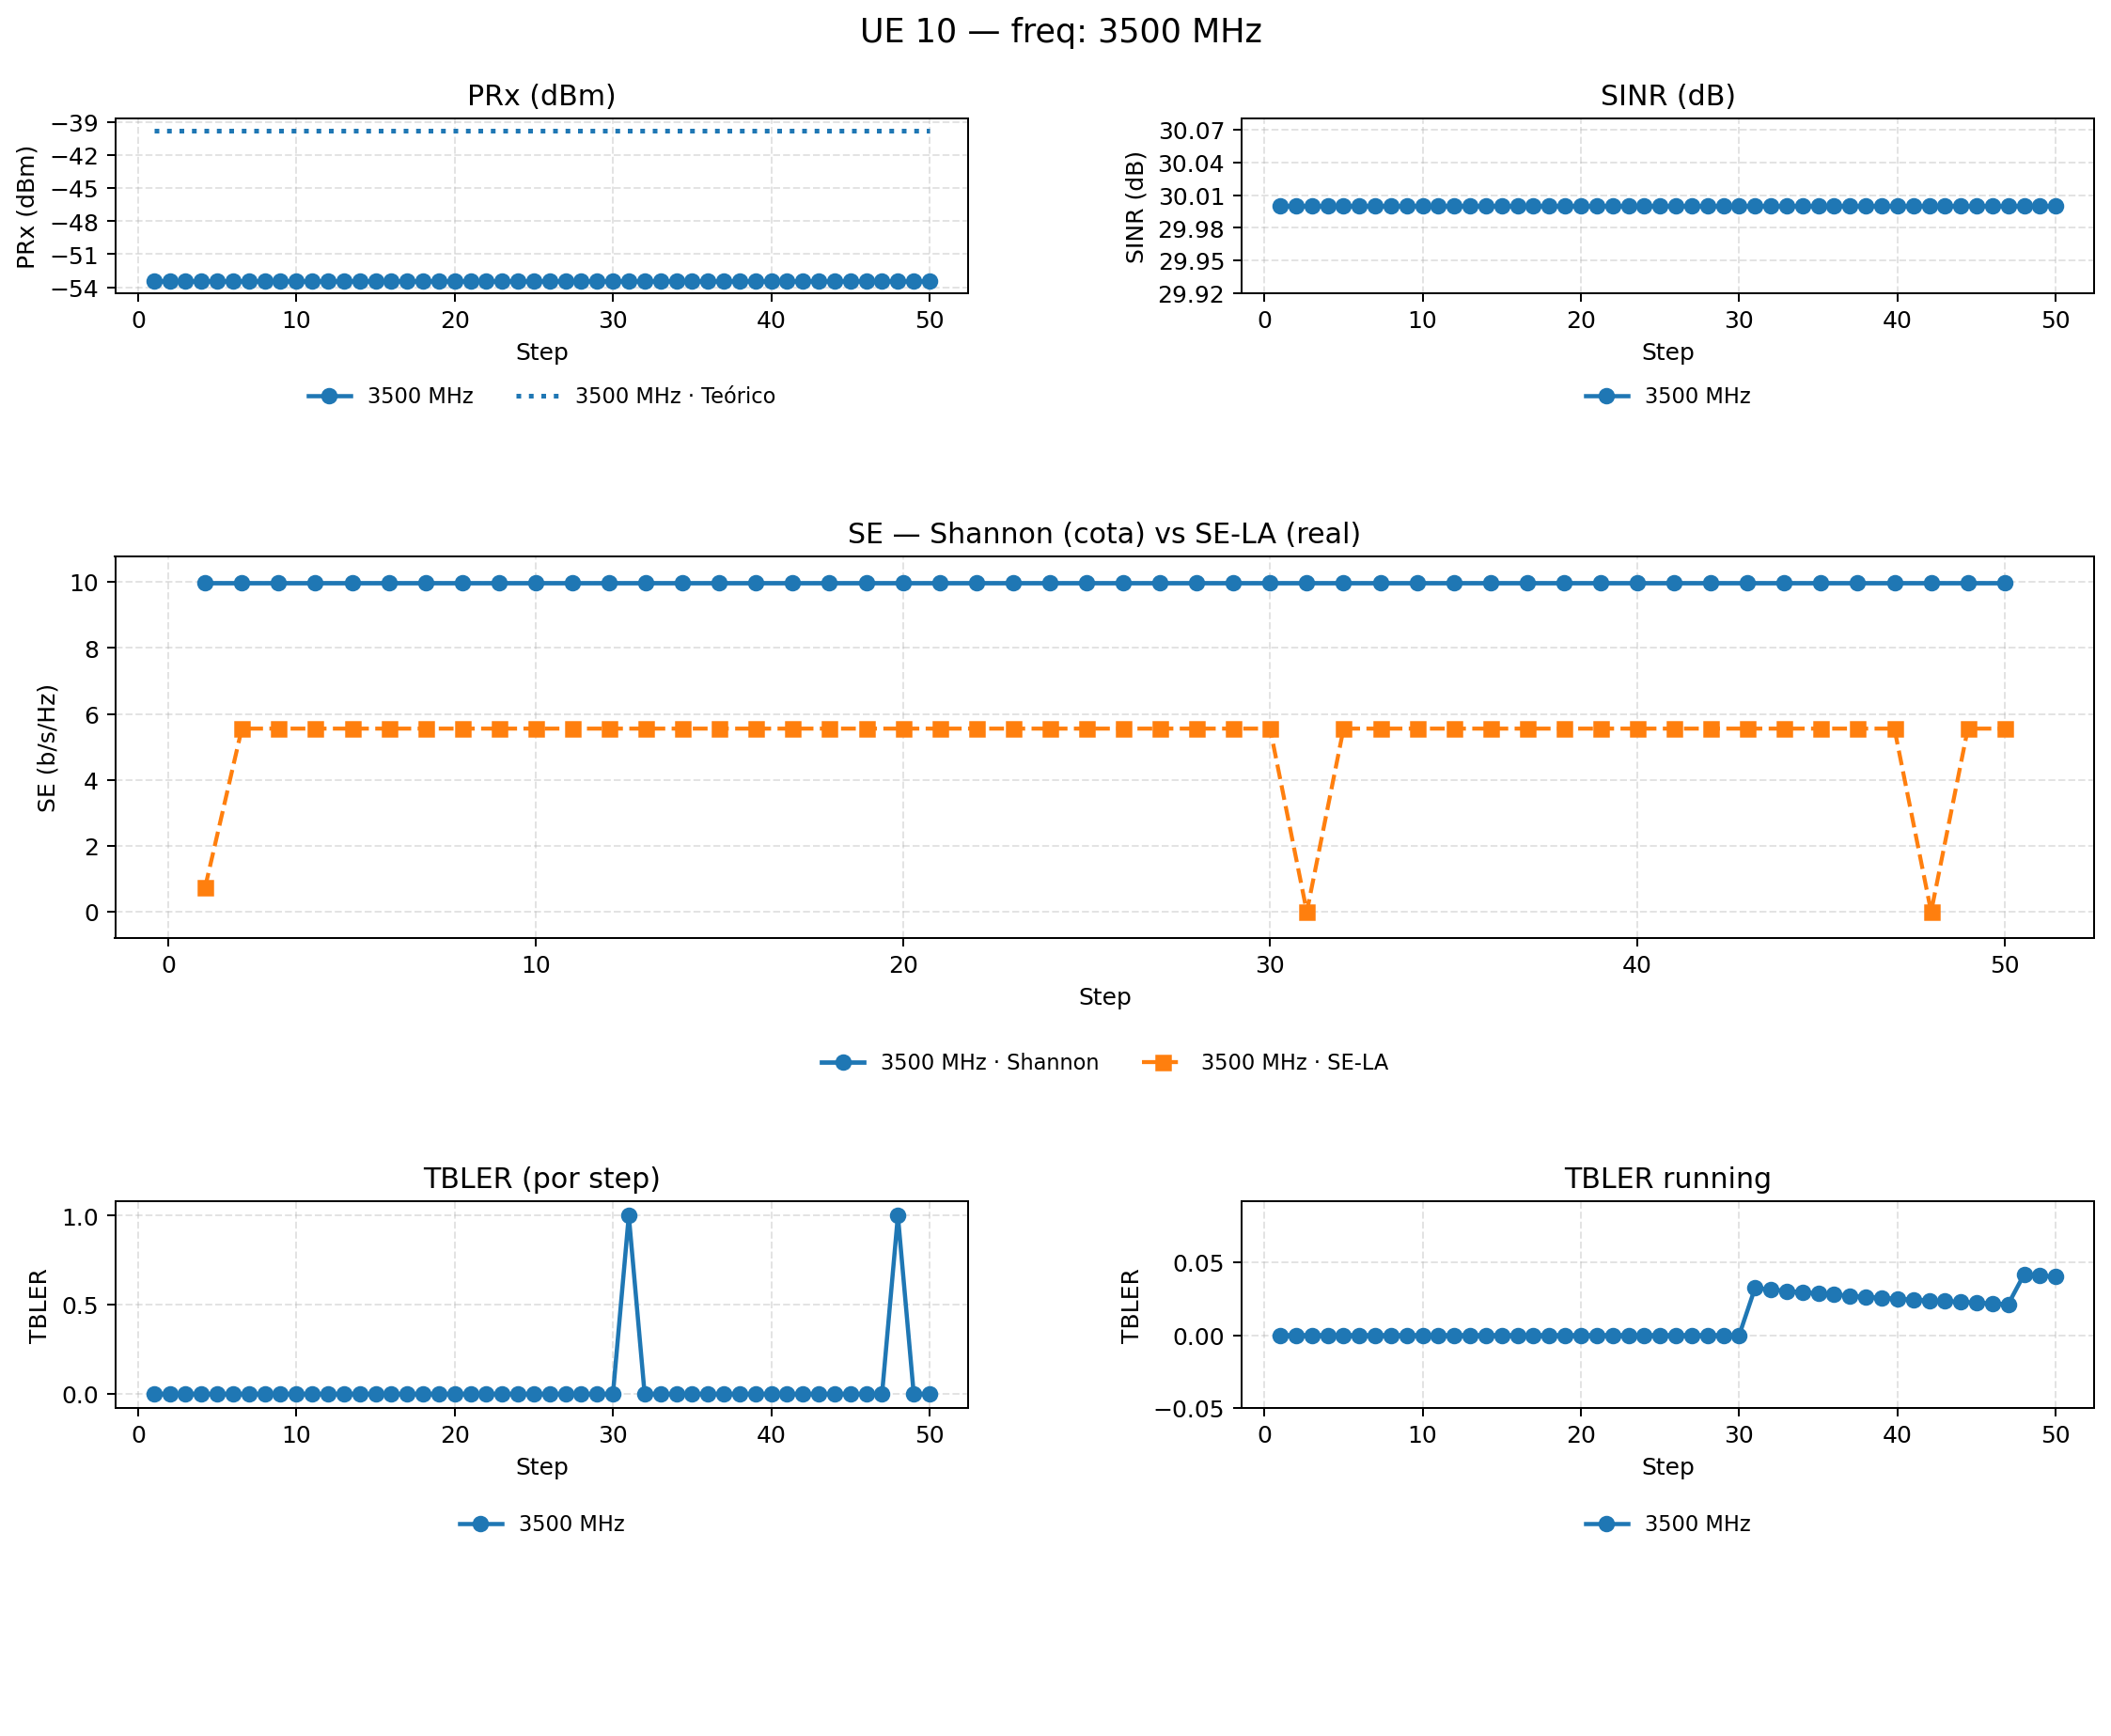 UE 10 — freq: 3500 MHz
PRx (dBm)
PRx (dBm)
−39
−42
−45
−48
−51
−54
0 10 20 30 40 50
Step
3500 MHz 3500 MHz · Teórico
SINR (dB)
SINR (dB)
30.07
30.04
30.01
29.98
29.95
29.92
0 10 20 30 40 50
Step
3500 MHz
SE — Shannon (cota) vs SE-LA (real)
SE (b/s/Hz)
10
8
6
4
2
0
0 10 20 30 40 50
Step
3500 MHz · Shannon 3500 MHz · SE-LA
TBLER (por step)
TBLER
1.0
0.5
0.0
0 10 20 30 40 50
Step
3500 MHz
TBLER running
TBLER
0.05
0.00
−0.05
0 10 20 30 40 50
Step
3500 MHz